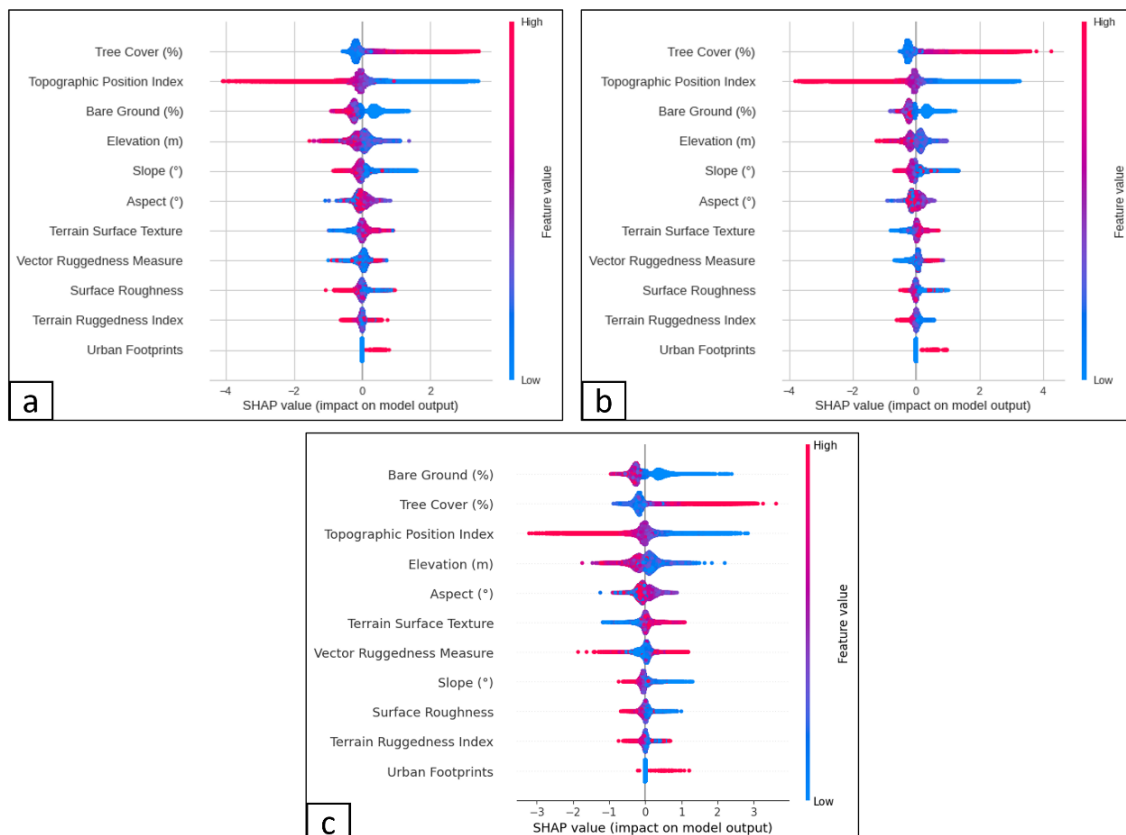 High
Tree Cover (%)
Topographic Position Index
Bare Ground (%)
Elevation (m)
Slope (°)
Aspect (°)
Terrain Surface Texture
Vector Ruggedness Measure
Surface Roughness
Terrain Ruggedness Index
Urban Footprints
Feature value
Low
−4 −2 0 2
SHAP value (impact on model output)
a
High
Tree Cover (%)
Topographic Position Index
Bare Ground (%)
Elevation (m)
Slope (°)
Aspect (°)
Terrain Surface Texture
Vector Ruggedness Measure
Surface Roughness
Terrain Ruggedness Index
Urban Footprints
Feature value
Low
−4 −2 0 2 4
SHAP value (impact on model output)
b
High
Bare Ground (%)
Tree Cover (%)
Topographic Position Index
Elevation (m)
Aspect (°)
Terrain Surface Texture
Vector Ruggedness Measure
Slope (°)
Surface Roughness
Terrain Ruggedness Index
Urban Footprints
Feature value
Low
−3 −2 −1 0 1 2 3
SHAP value (impact on model output)
c